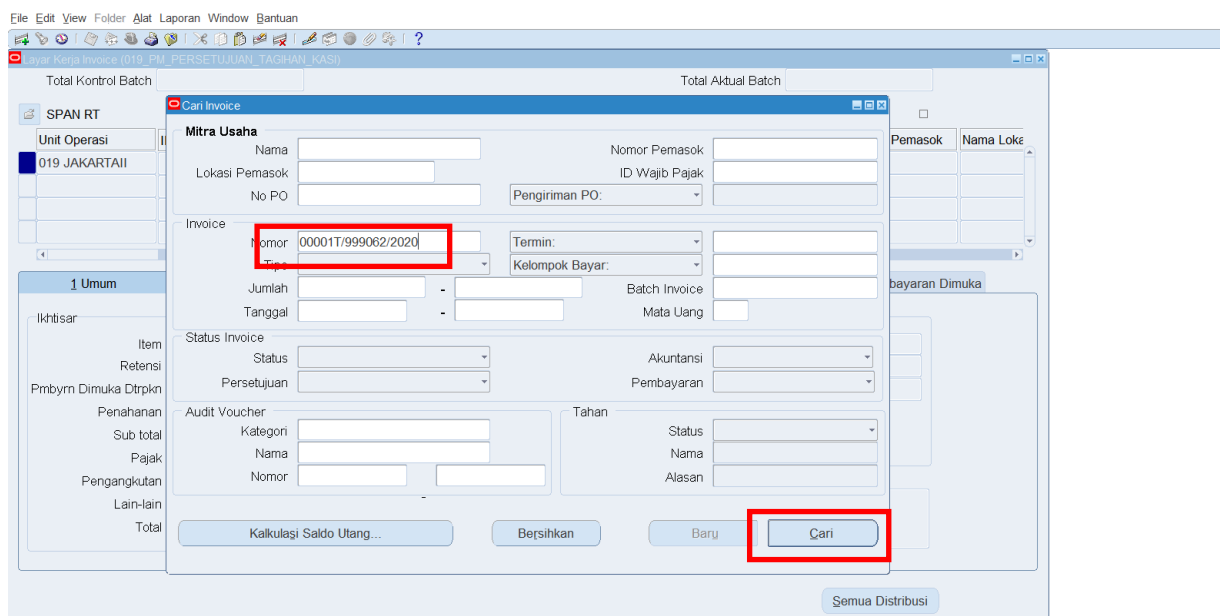 File Edit View Folder Alat Laporan Window Bantuan
Layar Kerja Invoice (019_PM_PERSETUJUAN_TAGIHAN_KASI)
Total Kontrol Batch Total Aktual Batch
SPAN RT
Unit Operasi Pemasok Nama Loka
019 JAKARTAII
Cari Invoice
Mitra Usaha
Nama Nomor Pemasok
Lokasi Pemasok ID Wajib Pajak
No PO Pengiriman PO:
Invoice
Nomor 00001T/999062/2020 Termin:
Tipe Kelompok Bayar:
Jumlah - Batch Invoice
Tanggal - Mata Uang
Status Invoice
Status Akuntansi
Persetujuan Pembayaran
Audit Voucher Tahan
Kategori Status
Nama Nama
Nomor - Alasan
Kalkulasi Saldo Utang... Bersihkan Baru Cari
1 Umum bayaran Dimuka
Ikhtisar
Item
Retensi
Pmbyrn Dimuka Dtrpkn
Penahanan
Sub total
Pajak
Pengangkutan
Lain-lain
Total
Semua Distribusi